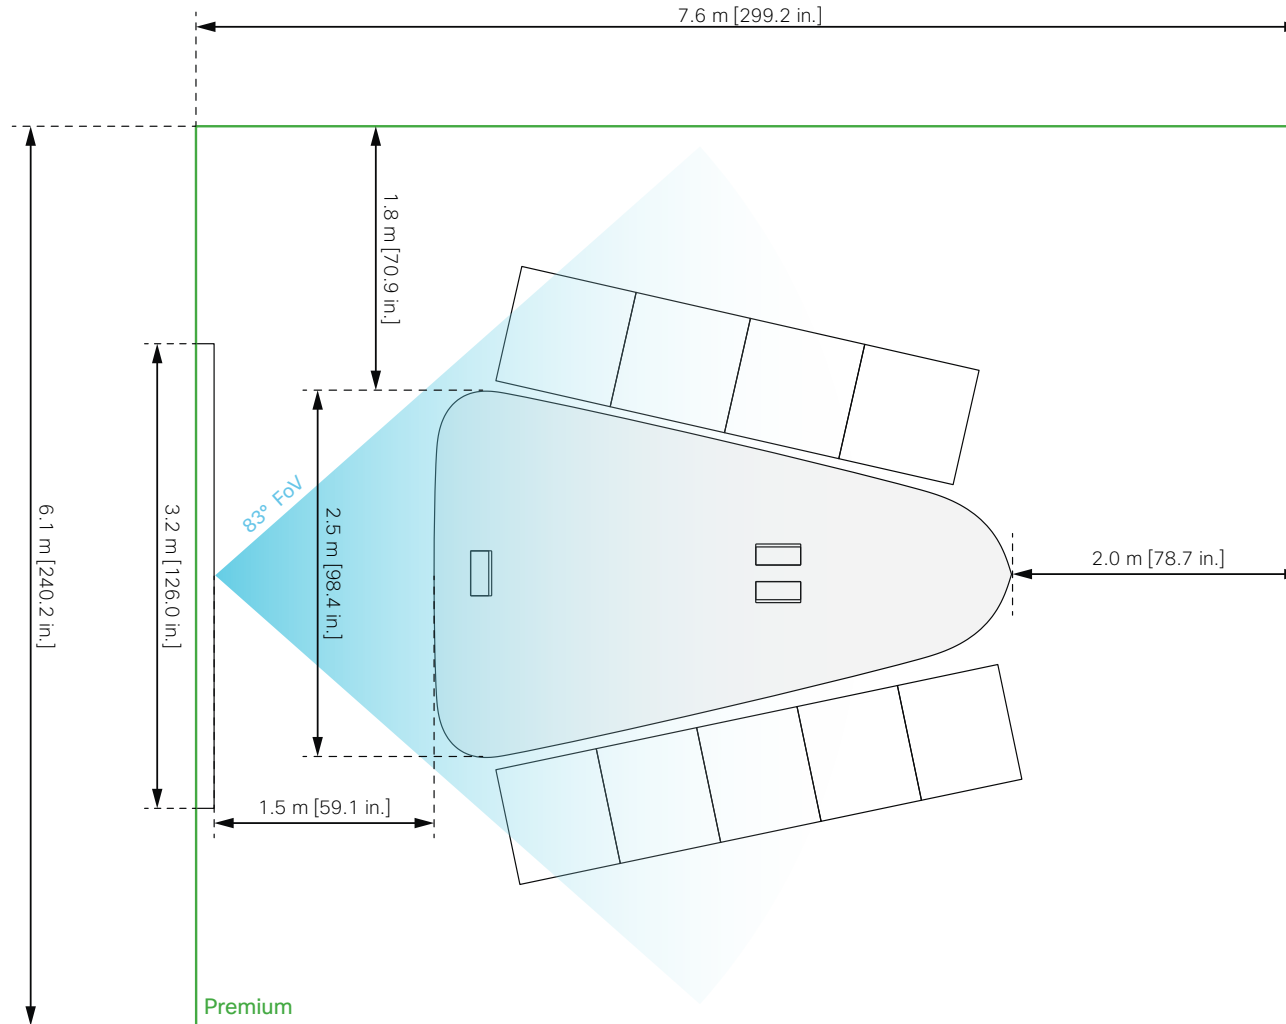 7.6 m [299.2 in.]
1.8 m [70.9 in.]
83° FoV
6.1 m [240.2 in.]
3.2 m [126.0 in.]
2.5 m [98.4 in.]
2.0 m [78.7 in.]
1.5 m [59.1 in.]
Premium